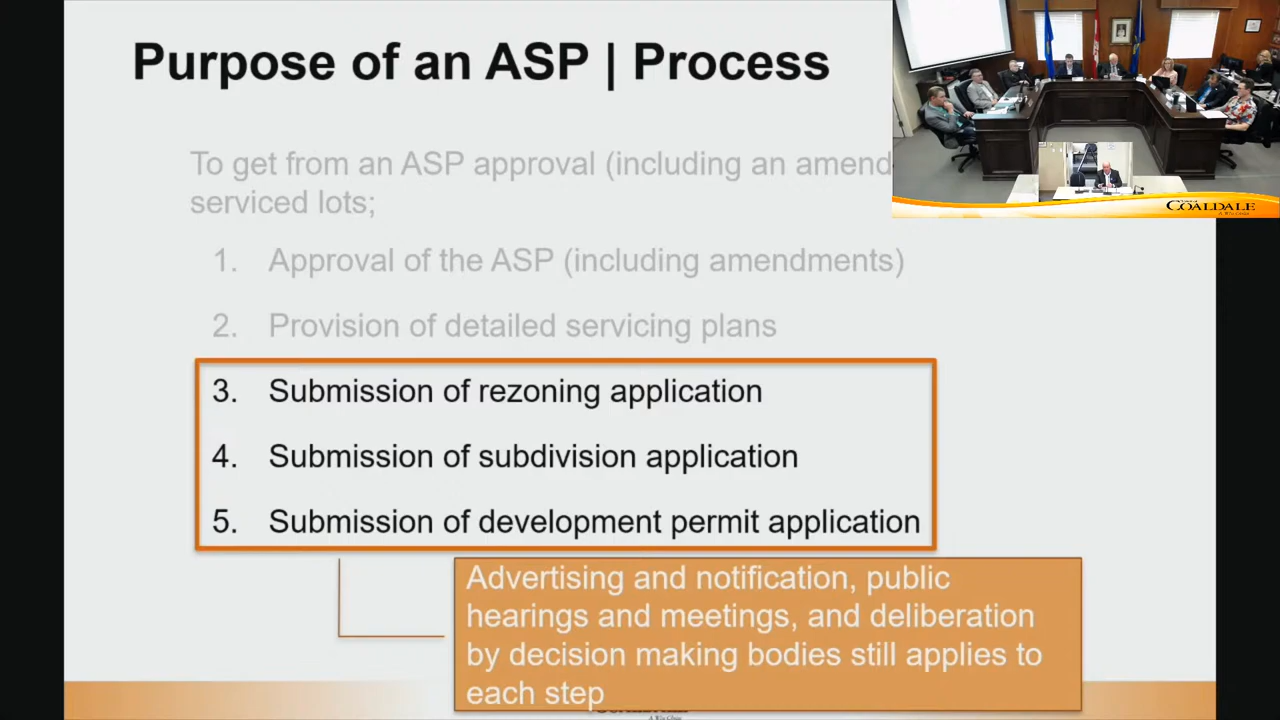 Purpose of an ASP | Process
To get from an ASP approval (including an amend
serviced lots;
1. Approval of the ASP (including amendments)
2. Provision of detailed servicing plans
3. Submission of rezoning application
4. Submission of subdivision application
5. Submission of development permit application
Advertising and notification, public
hearings and meetings, and deliberation
by decision making bodies still applies to
each step
COALDALE